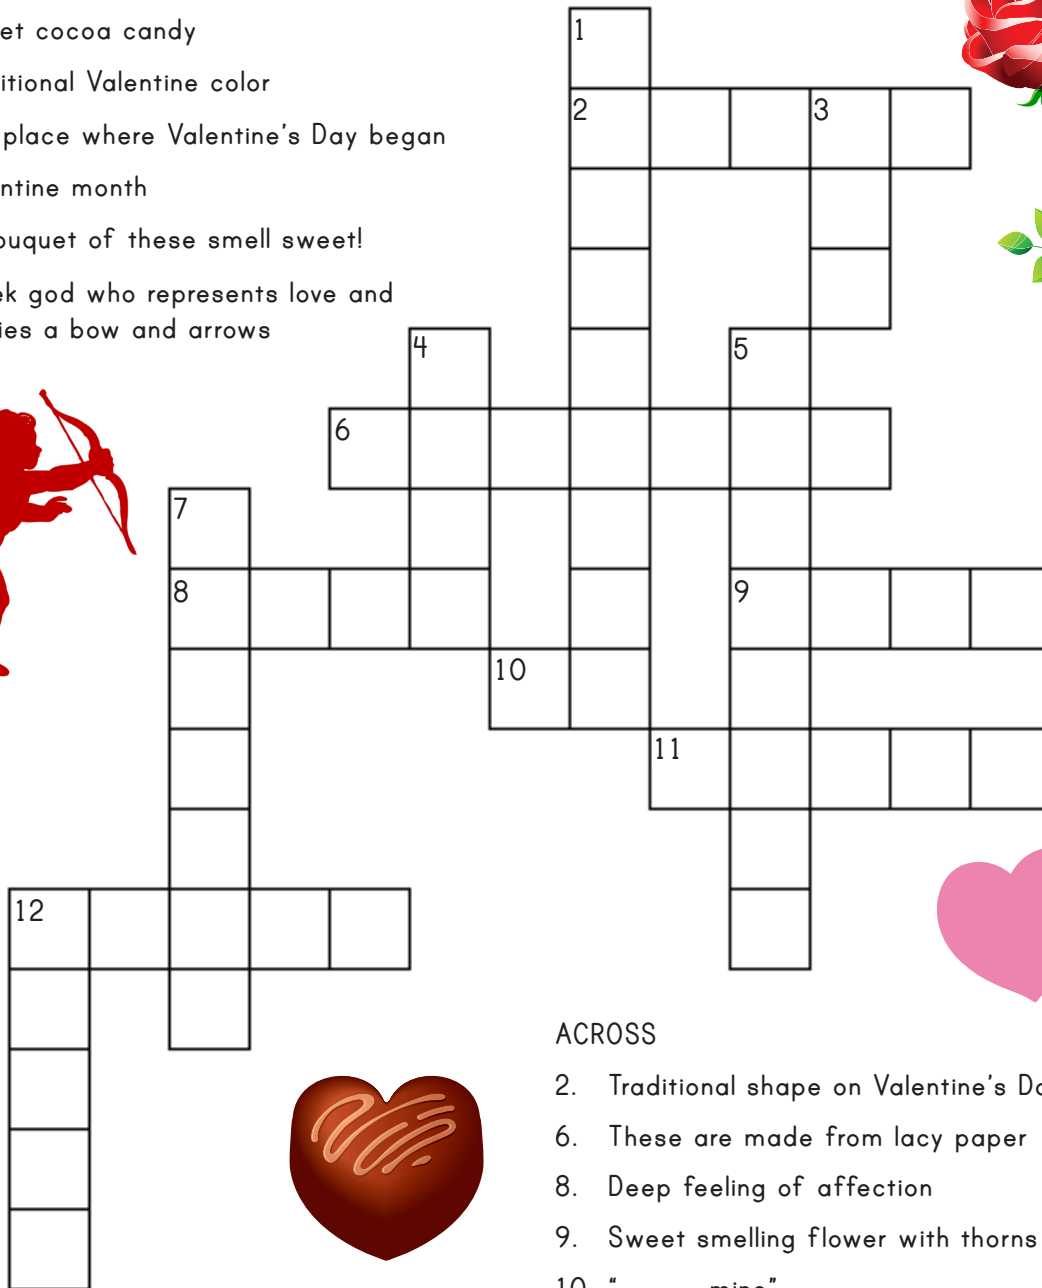 et cocoa candy
itional Valentine color
place where Valentine's Day began
ntine month
ouquet of these smell sweet!
ek god who represents love and
ies a bow and arrows
1
2 3
4 5
6
7
8 9
10
11
12
ACROSS
2. Traditional shape on Valentine's Da
6. These are made from lacy paper
8. Deep feeling of affection
9. Sweet smelling flower with thorns
10 " mine"